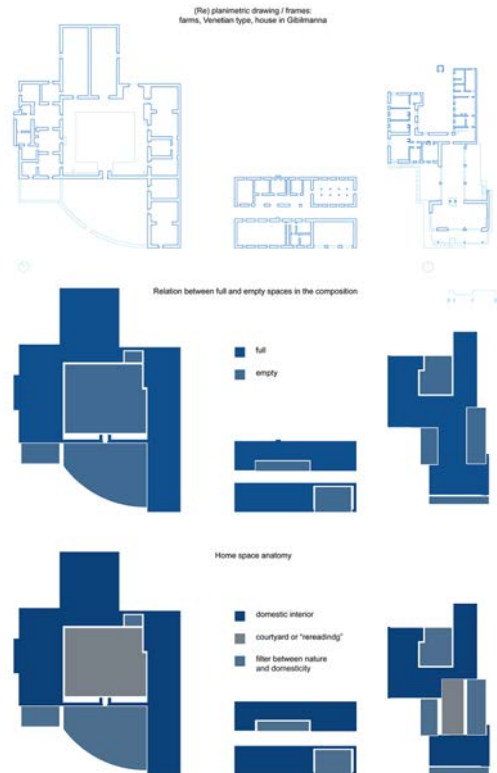 (Re) planimetric drawing / frames:
farms, Venetian type, house in Gibilmanna
Relation between full and empty spaces in the composition
full
empty
Home space anatomy
domestic interior
courtyard or "rereadindg"
filter between nature
and domesticity